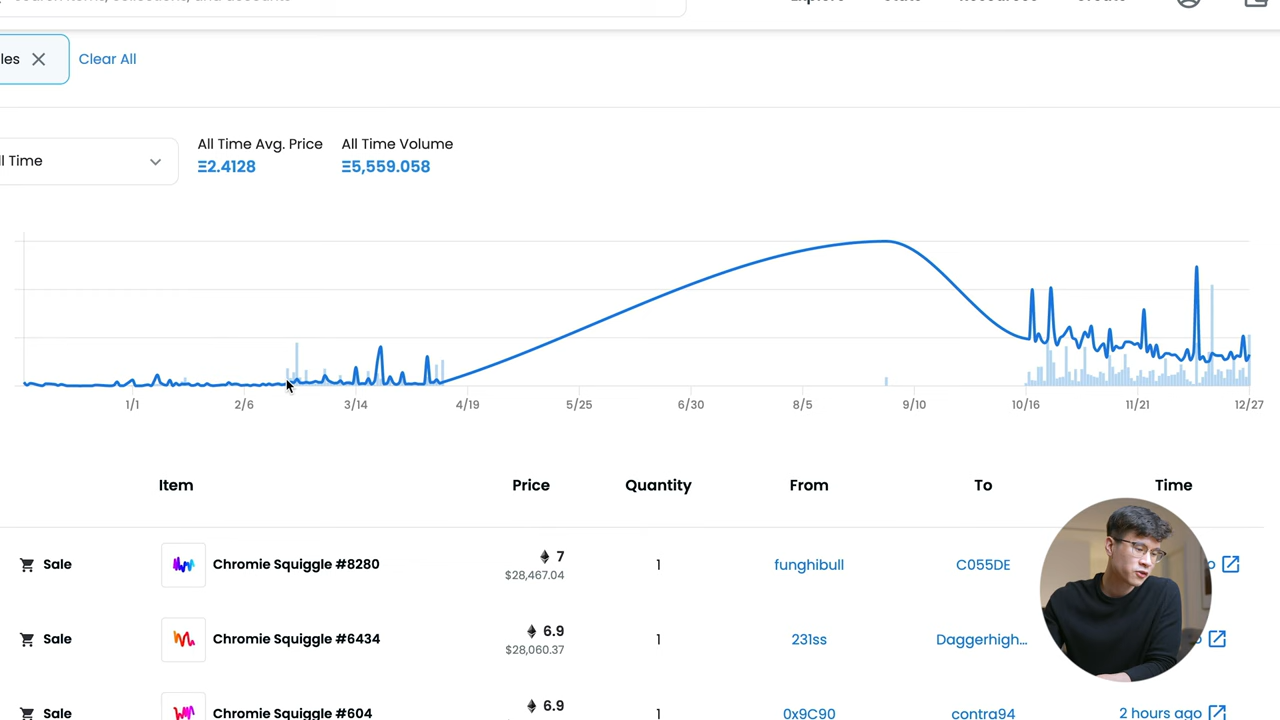 les Clear All
All Time Avg. Price All Time Volume
ll Time
Ξ2.4128 Ξ5,559.058
1/1 2/6 3/14 4/19 5/25 6/30 8/5 9/10 10/16 11/21 12/27
Item Price Quantity From To Time
Sale Chromie Squiggle #8280 7 1 funghibull C055DE
$28,467.04
Sale Chromie Squiggle #6434 6.9 1 231ss Daggerhigh...
$28,060.37
Sale Chromie Squiggle #604 6.9 1 0x9C90 contra94 2 hours ago